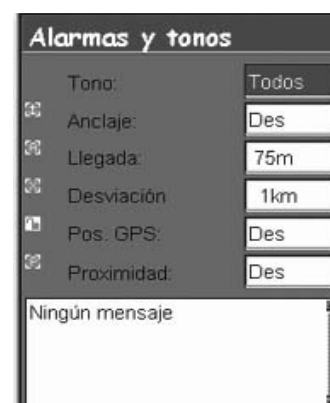 Alarmas y tonos
Tono: Todos
Anclaje: Des
Llegada: 75m
Desviación 1km
Pos. GPS: Des
Proximidad: Des
Ningún mensaje